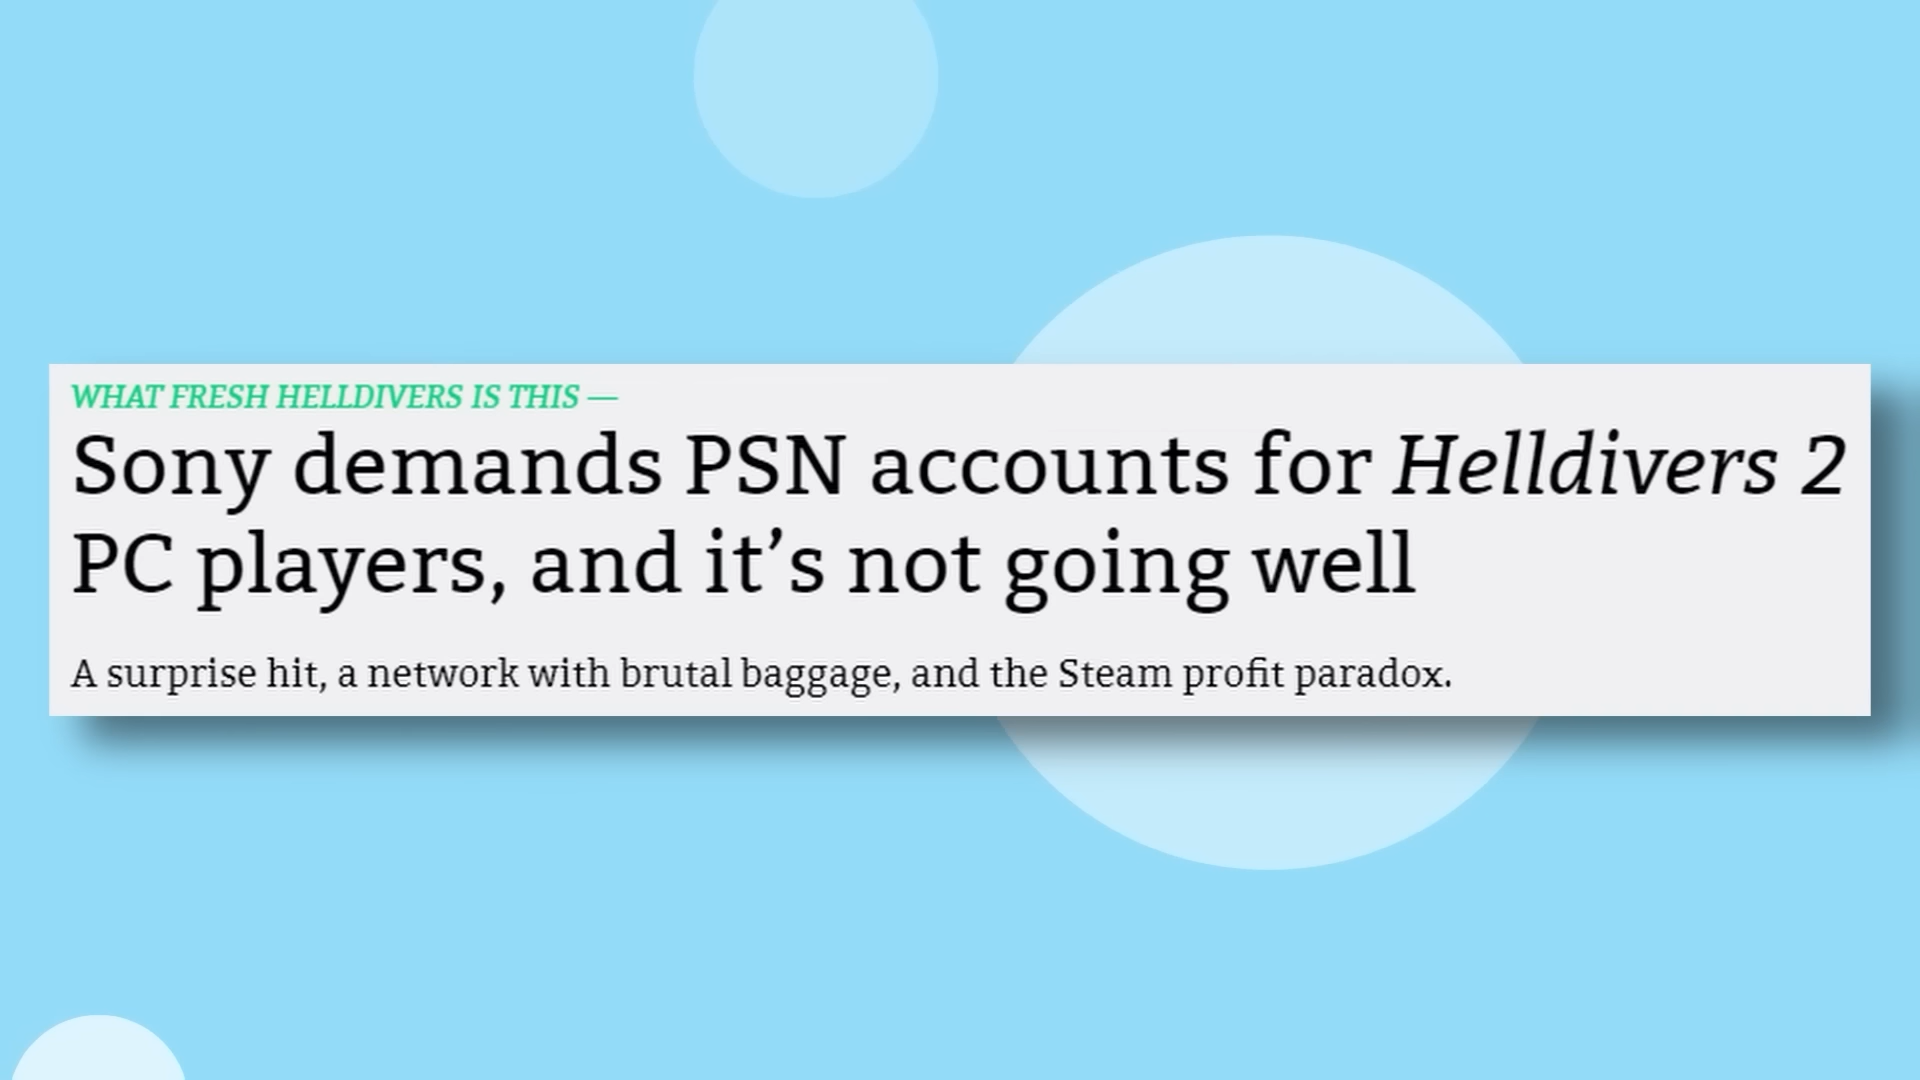 WHAT FRESH HELLDIVERS IS THIS —
Sony demands PSN accounts for Helldivers 2
PC players, and it’s not going well
A surprise hit, a network with brutal baggage, and the Steam profit paradox.